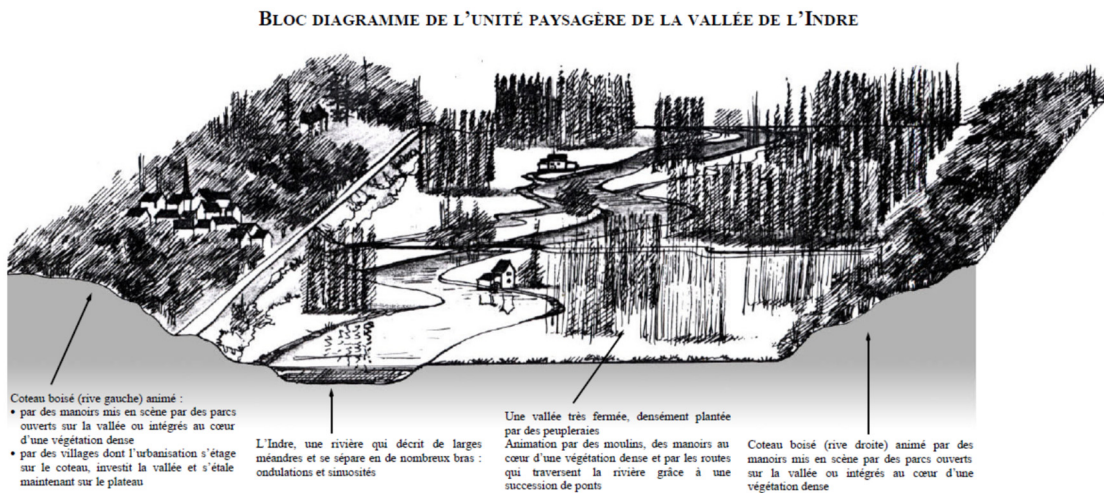 BLOC DIAGRAMME DE L'UNITÉ PAYSAGÈRE DE LA VALLÉE DE L'INDRE
Coteau boisé (rive gauche) animé :
• par des manoirs mis en scène par des parcs
ouverts sur la vallée ou intégrés au cœur
d'une végétation dense
• par des villages dont l'urbanisation s'étage
sur le coteau, investit la vallée et s'étale
maintenant sur le plateau
L'Indre, une rivière qui décrit de larges
méandres et se sépare en de nombreux bras :
ondulations et sinuosités
Une vallée très fermée, densément plantée
par des peupleraies
Animation par des moulins, des manoirs au
cœur d'une végétation dense et par les routes
qui traversent la rivière grâce à une
succession de ponts
Coteau boisé (rive droite) animé par des
manoirs mis en scène par des parcs ouverts
sur la vallée ou intégrés au cœur d'une
végétation dense